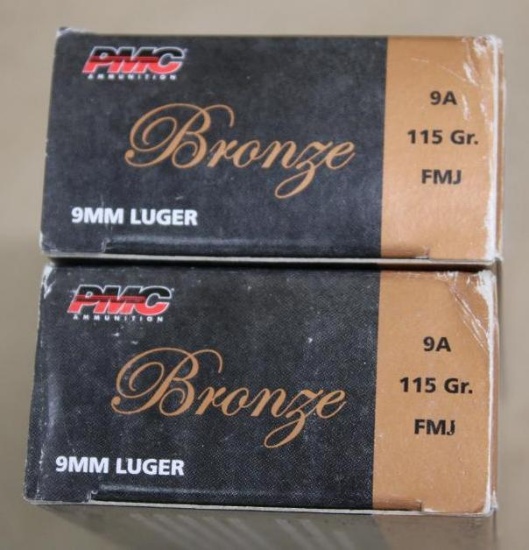 PMC
AMMUNITION
Bronze
9MM LUGER
9A
115 Gr.
FMJ
PMC
AMMUNITION
Bronze
9MM LUGER
9A
115 Gr.
FMJ